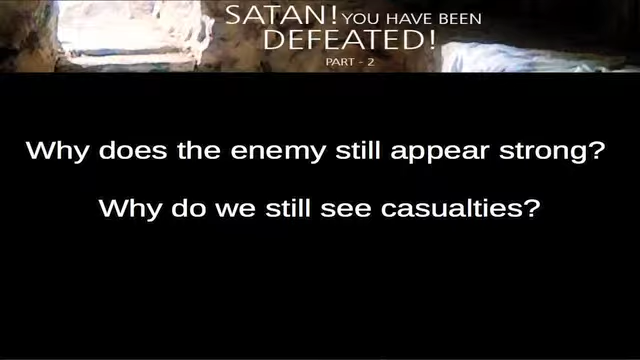 SATAN! YOU HAVE BEEN
DEFEATED!
PART - 2
Why does the enemy still appear strong?
Why do we still see casualties?